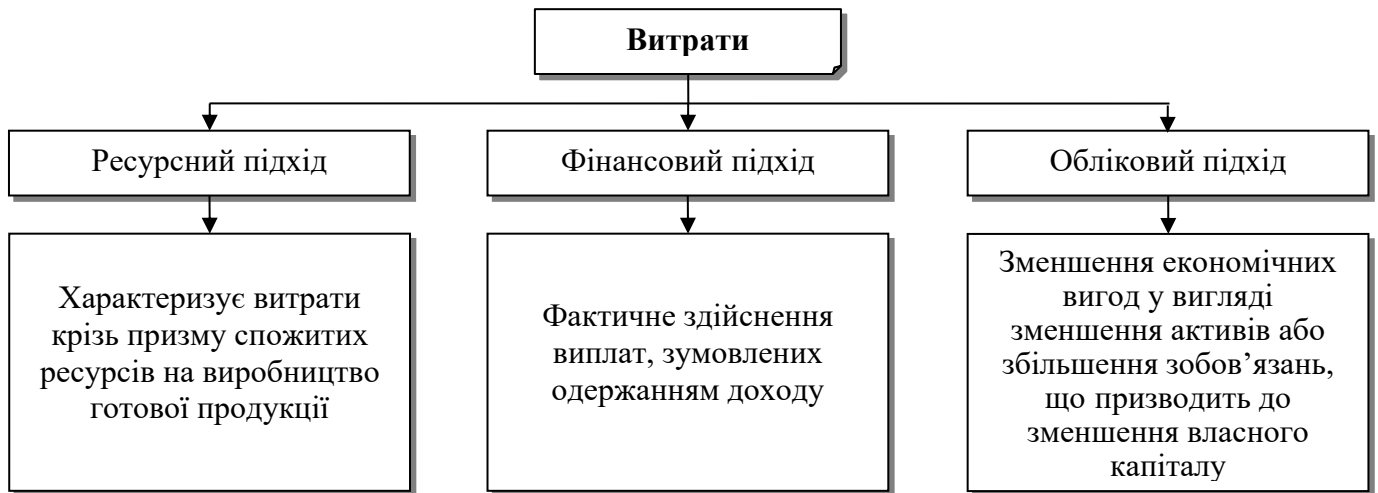 Витрати
Ресурсний підхід
Фінансовий підхід
Обліковий підхід
Характеризує витрати
крізь призму спожитих
ресурсів на виробництво
готової продукції
Фактичне здійснення
виплат, зумовлених
одержанням доходу
Зменшення економічних
вигод у вигляді
зменшення активів або
збільшення зобов’язань,
що призводить до
зменшення власного
капіталу